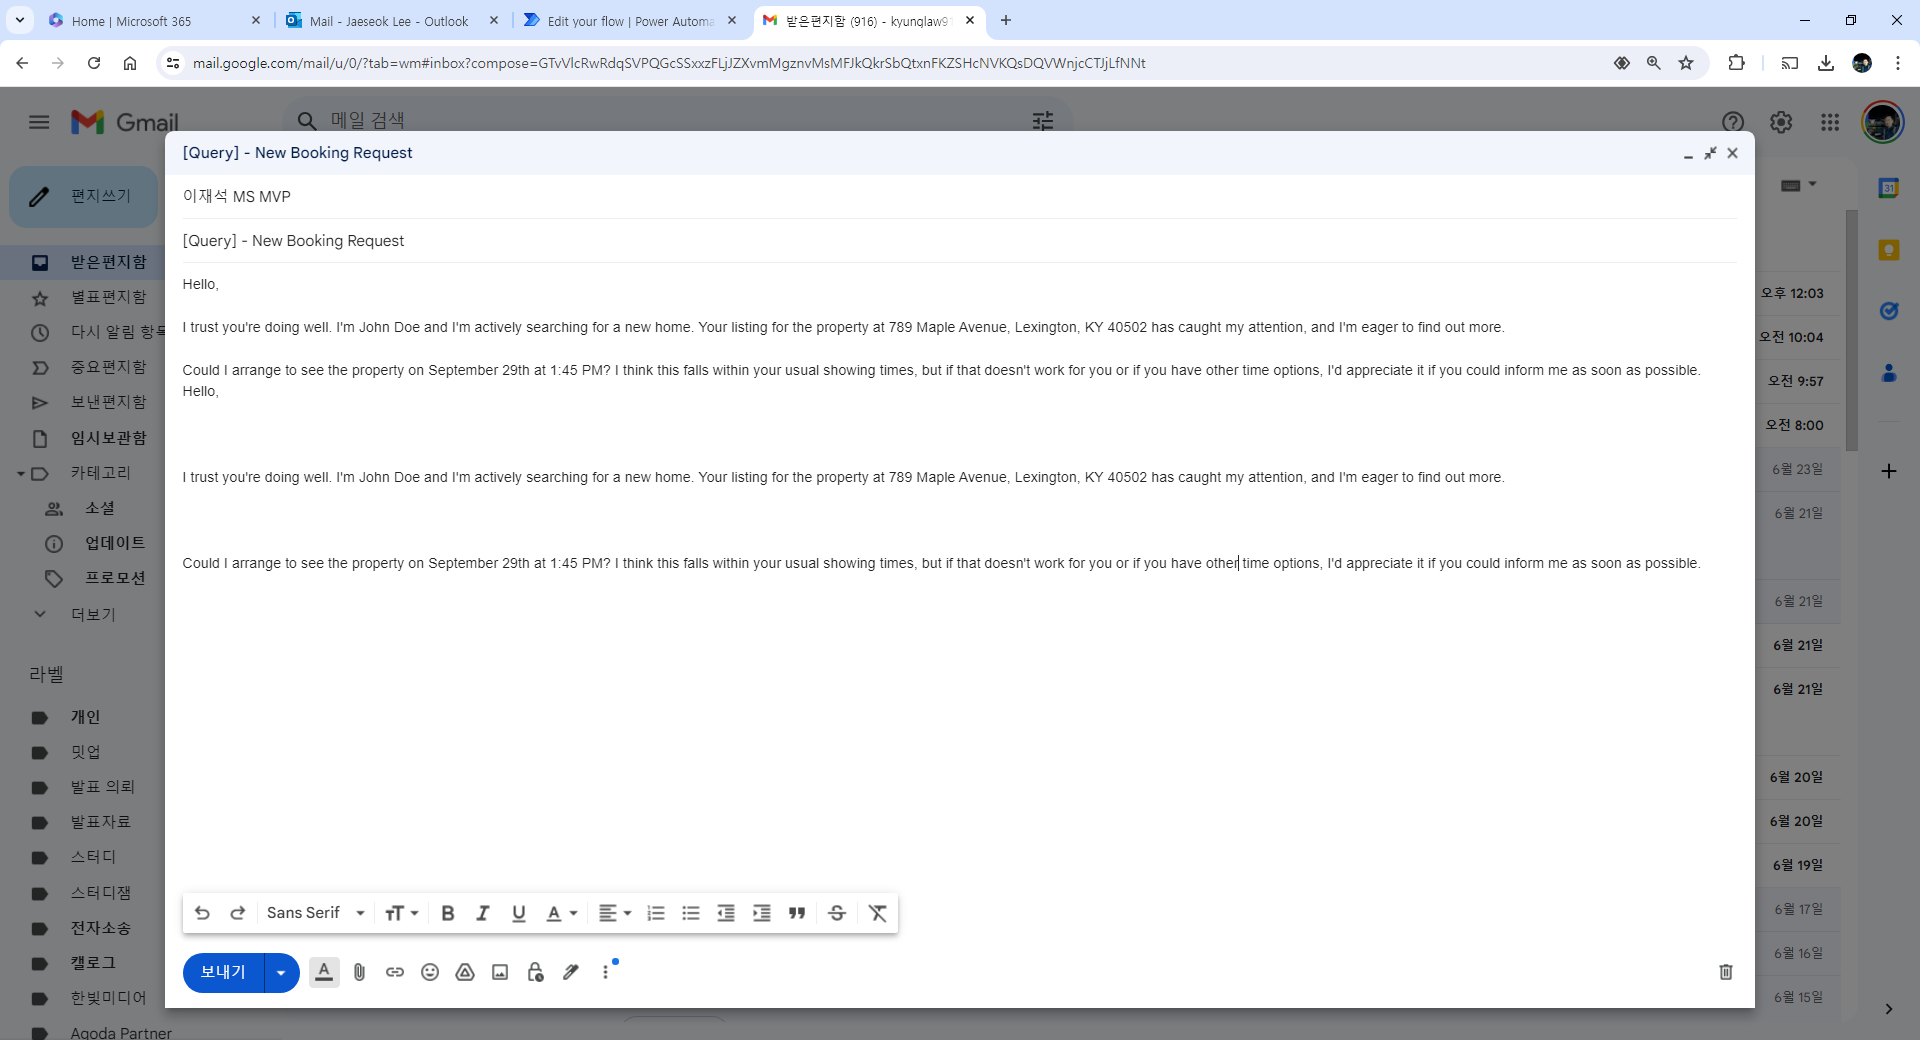 Home | Microsoft 365
Mail - Jaeseok Lee - Outlook
Edit your flow | Power Automa
받은편지함 (916) - kyunqlaw91
mail.google.com/mail/u/0/?tab=wm#inbox?compose=GTvVlcRwRdqSVPQGcSSxxzFLjJZXvmMgznvMsMFJkQkrSbQtxnFKZSHcNVKQsDQVWnjcCTJjLfNNt
Gmail
메일 검색
편지쓰기
받은편지함
별표편지함
다시 알림 항목
중요편지함
보낸편지함
임시보관함
카테고리
소셜
업데이트
프로모션
더보기
라벨
개인
밋업
발표 의뢰
발표자료
스터디
스터디잼
전자소송
캘로그
한빛미디어
Agoda Partner
[Query] - New Booking Request
이재석 MS MVP
[Query] - New Booking Request
Hello,
I trust you're doing well. I'm John Doe and I'm actively searching for a new home. Your listing for the property at 789 Maple Avenue, Lexington, KY 40502 has caught my attention, and I'm eager to find out more.
Could I arrange to see the property on September 29th at 1:45 PM? I think this falls within your usual showing times, but if that doesn't work for you or if you have other time options, I'd appreciate it if you could inform me as soon as possible.
Hello,
I trust you're doing well. I'm John Doe and I'm actively searching for a new home. Your listing for the property at 789 Maple Avenue, Lexington, KY 40502 has caught my attention, and I'm eager to find out more.
Could I arrange to see the property on September 29th at 1:45 PM? I think this falls within your usual showing times, but if that doesn't work for you or if you have other time options, I'd appreciate it if you could inform me as soon as possible.
Sans Serif
보내기
오후 12:03
오전 10:04
오전 9:57
오전 8:00
6월 23일
6월 21일
6월 21일
6월 21일
6월 21일
6월 20일
6월 20일
6월 19일
6월 17일
6월 16일
6월 15일
31